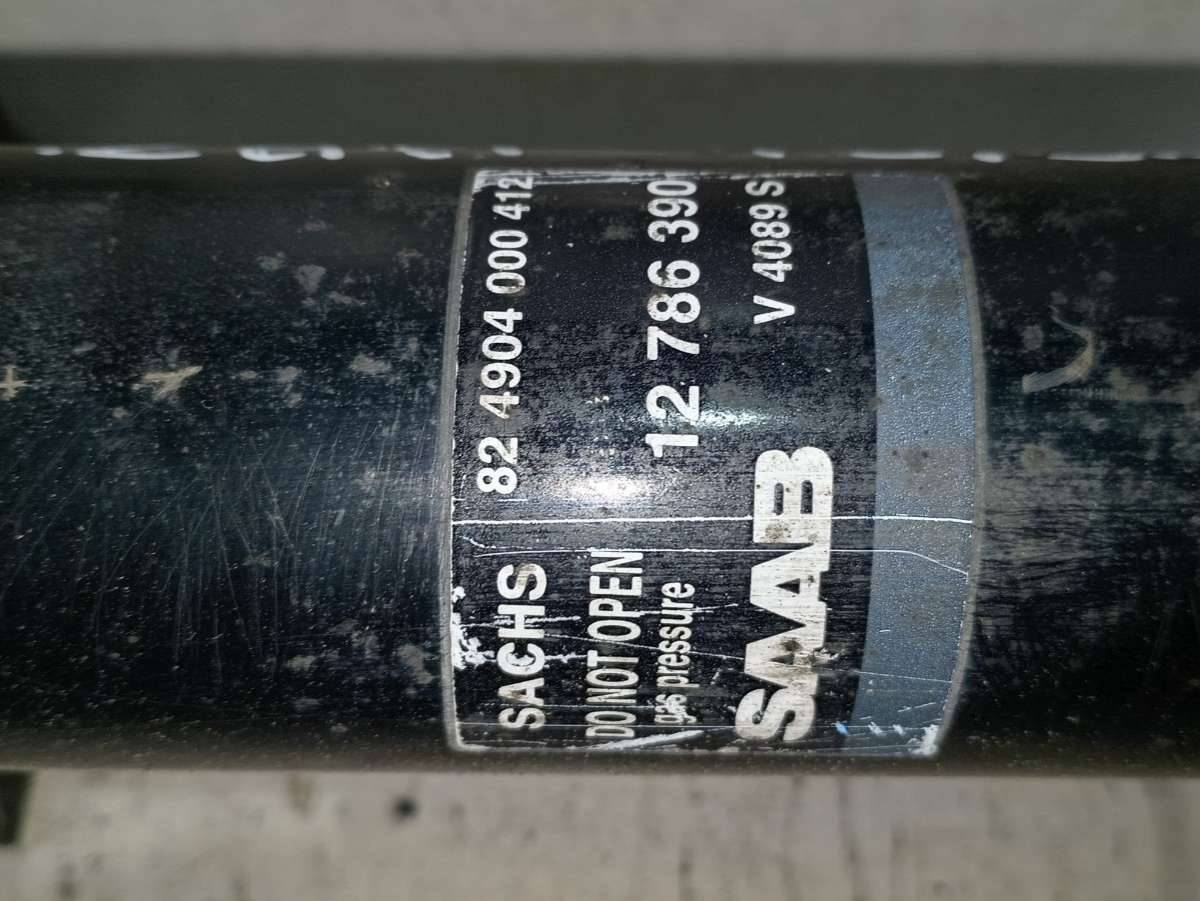 SACHS 82 4904 000 412
DO NOT OPEN
gas pressure 12 786 390
SAAB V 4089 S